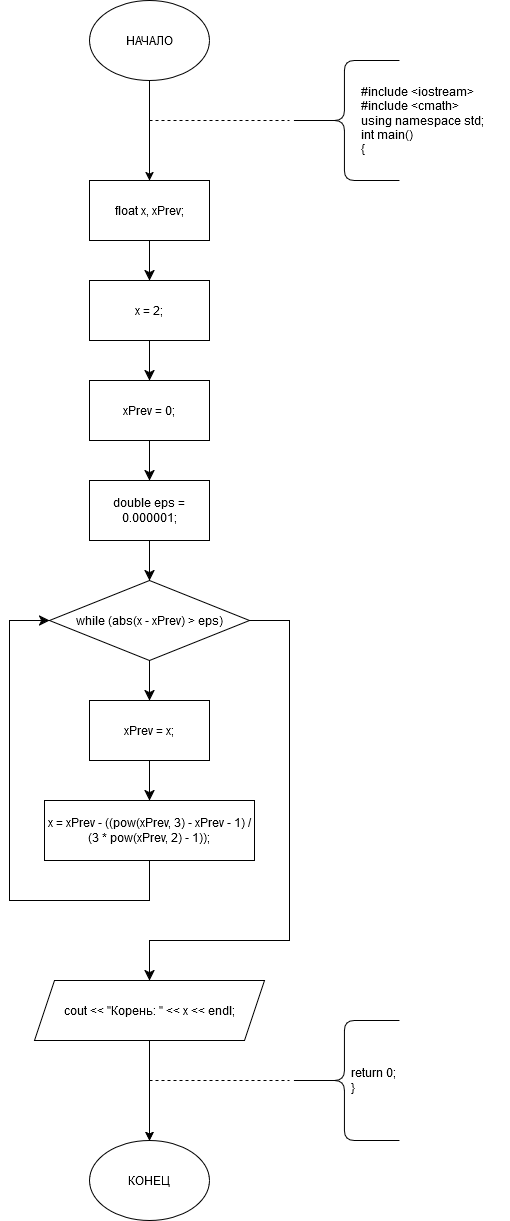 НАЧАЛО
#include <iostream>
#include <cmath>
using namespace std;
int main()
{
float x, xPrev;
x = 2;
xPrev = 0;
double eps =
0.000001;
while (abs(x - xPrev) > eps)
xPrev = x;
x = xPrev - ((pow(xPrev, 3) - xPrev - 1) /
(3 * pow(xPrev, 2) - 1));
cout << "Корень: " << x << endl;
return 0;
}
КОНЕЦ